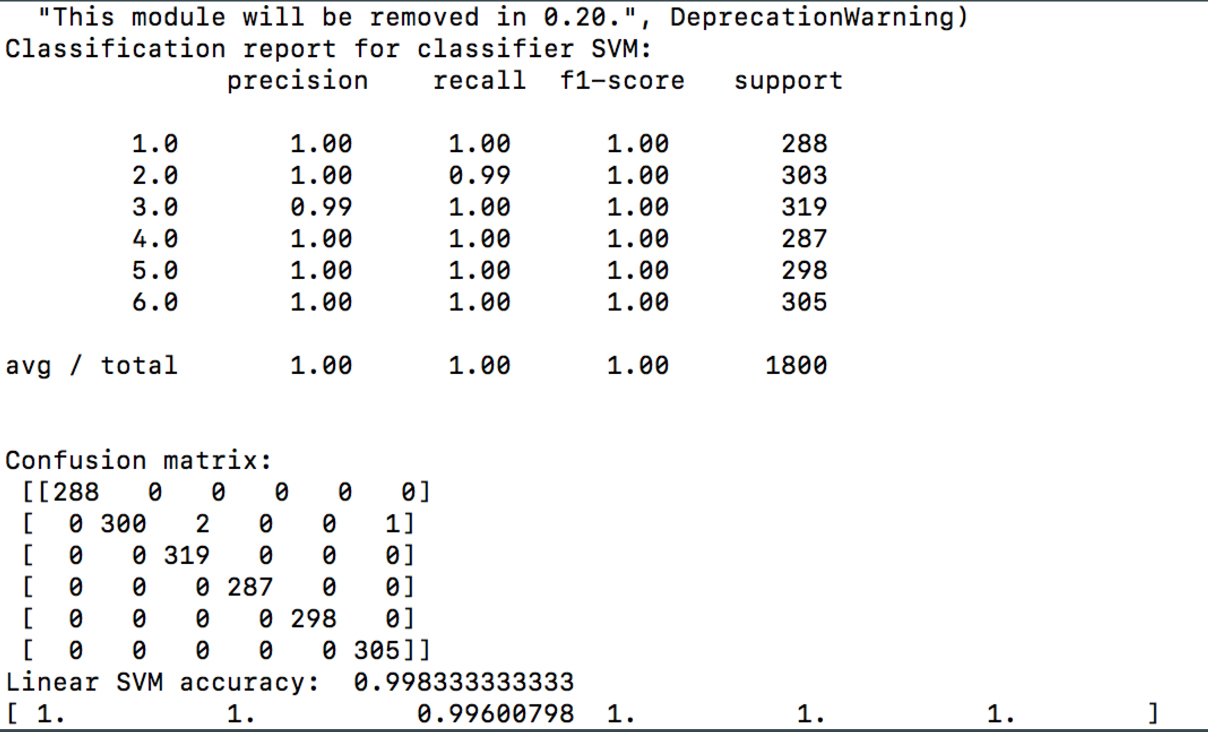 "This module will be removed in 0.20.", DeprecationWarning)
Classification report for classifier SVM:
precision recall f1-score support
1.0 1.00 1.00 1.00 288
2.0 1.00 0.99 1.00 303
3.0 0.99 1.00 1.00 319
4.0 1.00 1.00 1.00 287
5.0 1.00 1.00 1.00 298
6.0 1.00 1.00 1.00 305
avg / total 1.00 1.00 1.00 1800
Confusion matrix:
[[288 0 0 0 0 0]
[ 0 300 2 0 0 1]
[ 0 0 319 0 0 0]
[ 0 0 0 287 0 0]
[ 0 0 0 0 298 0]
[ 0 0 0 0 0 305]]
Linear SVM accuracy: 0.998333333333
[ 1. 1. 0.99600798 1. 1. 1. ]